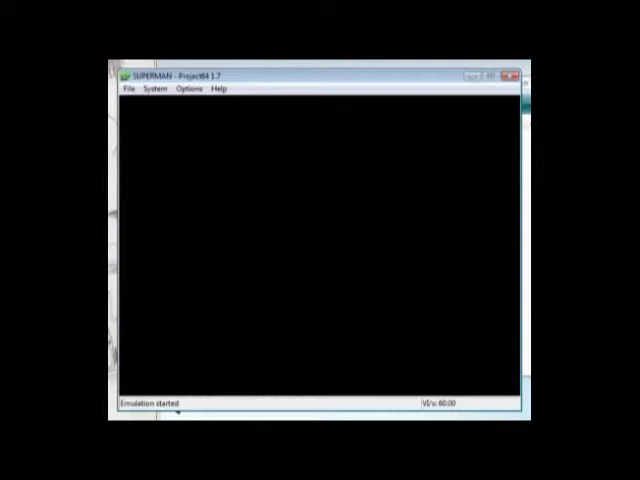 SUPERMAN - Project64 1.7
File System Options Help
Emulation started VI/s: 60.00